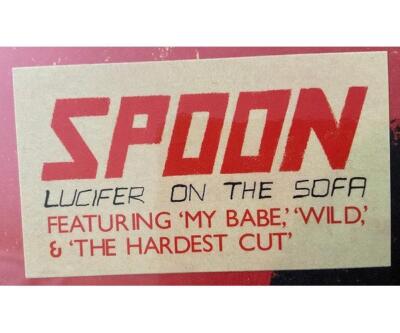 SPOON
LUCIFER ON THE SOFA
FEATURING 'MY BABE,' 'WILD,'
& 'THE HARDEST CUT'